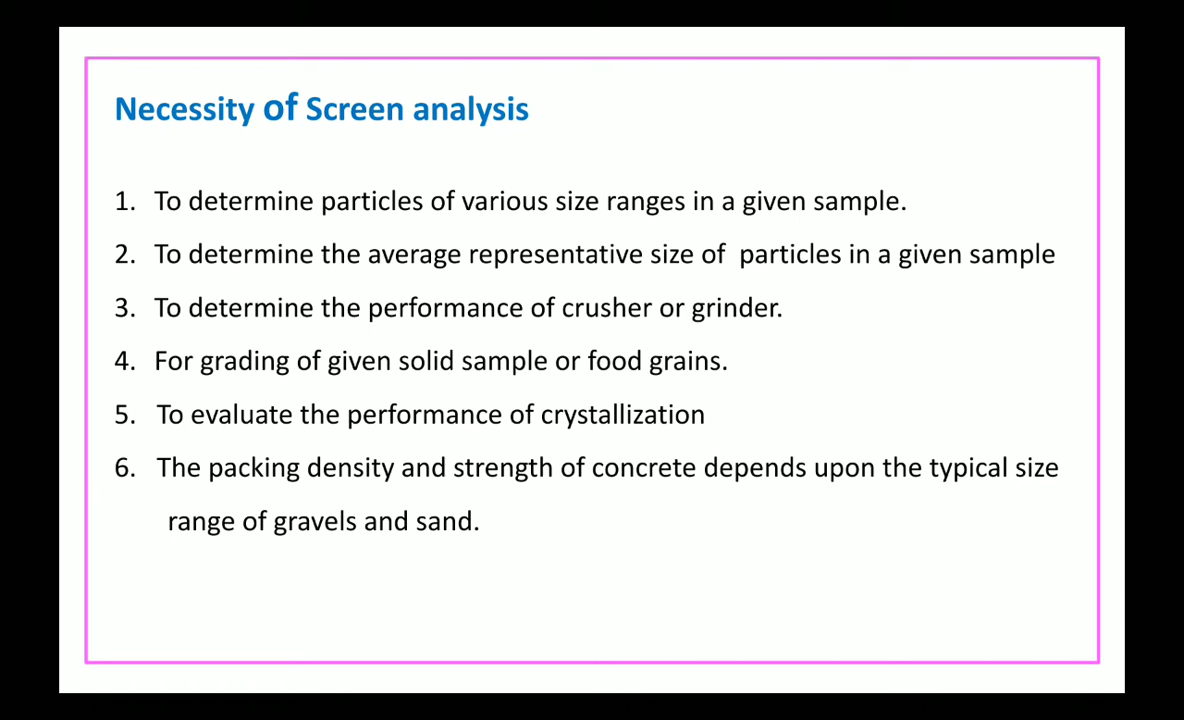 Necessity of Screen analysis
1. To determine particles of various size ranges in a given sample.
2. To determine the average representative size of particles in a given sample
3. To determine the performance of crusher or grinder.
4. For grading of given solid sample or food grains.
5. To evaluate the performance of crystallization
6. The packing density and strength of concrete depends upon the typical size
range of gravels and sand.